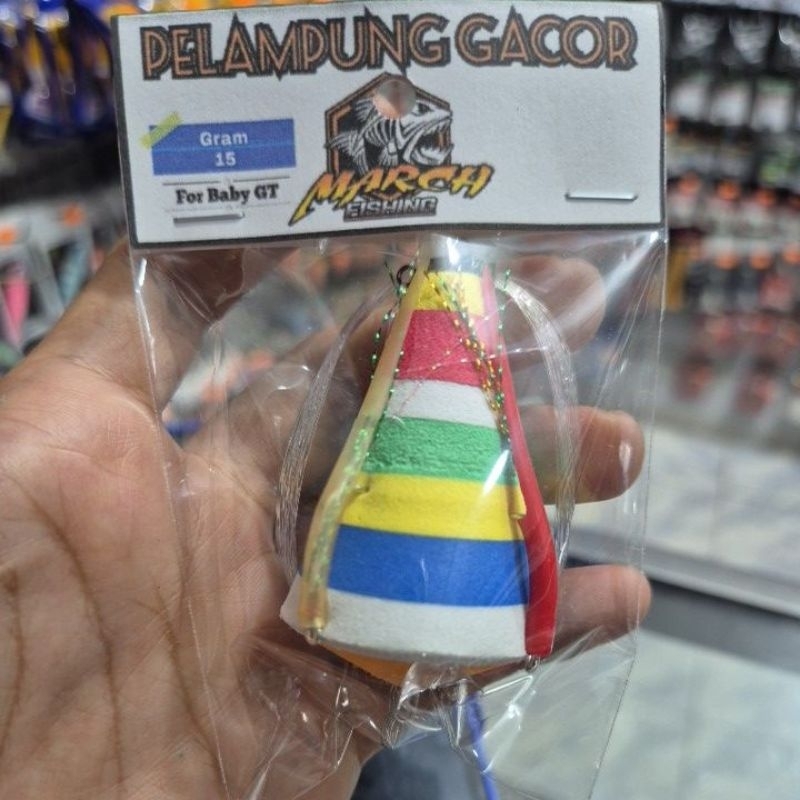 PELAMPUNG GACOR
Gram
15
For Baby GT
MARCH
FISHING